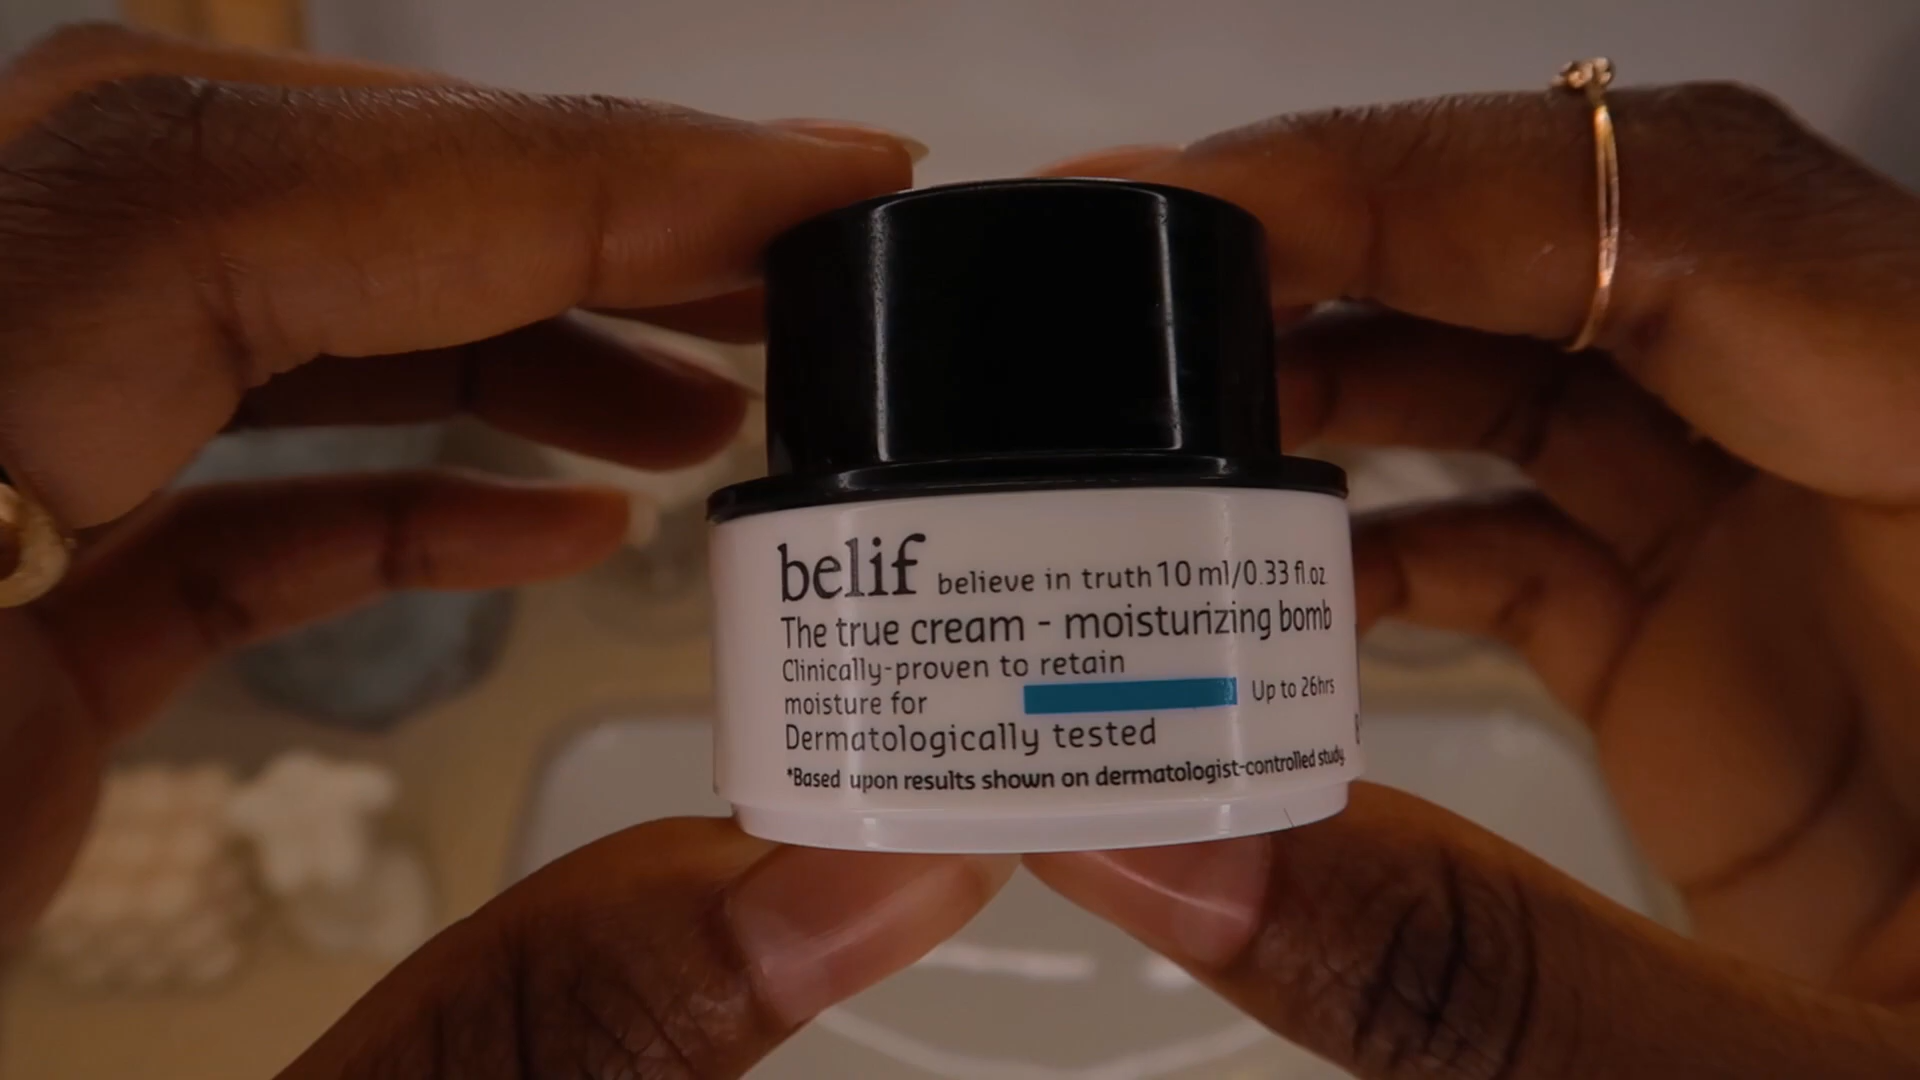 belif believe in truth 10 ml/0.33 fl.oz.
The true cream - moisturizing bomb
Clinically-proven to retain
moisture for Up to 26hrs
Dermatologically tested
*Based upon results shown on dermatologist-controlled study.